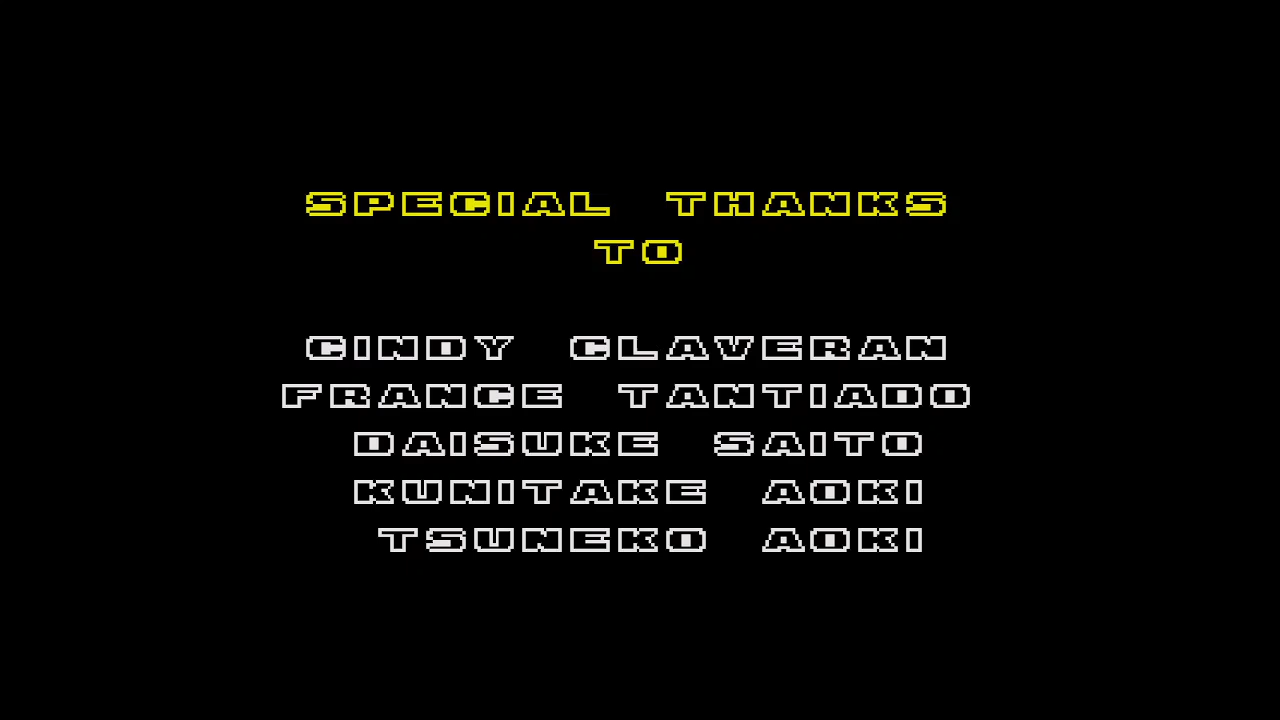 SPECIAL THANKS
TO
CINDY CLAVERAN
FRANCE TANTIADO
DAISUKE SAITO
KUNITAKE AOKI
TSUNEKO AOKI